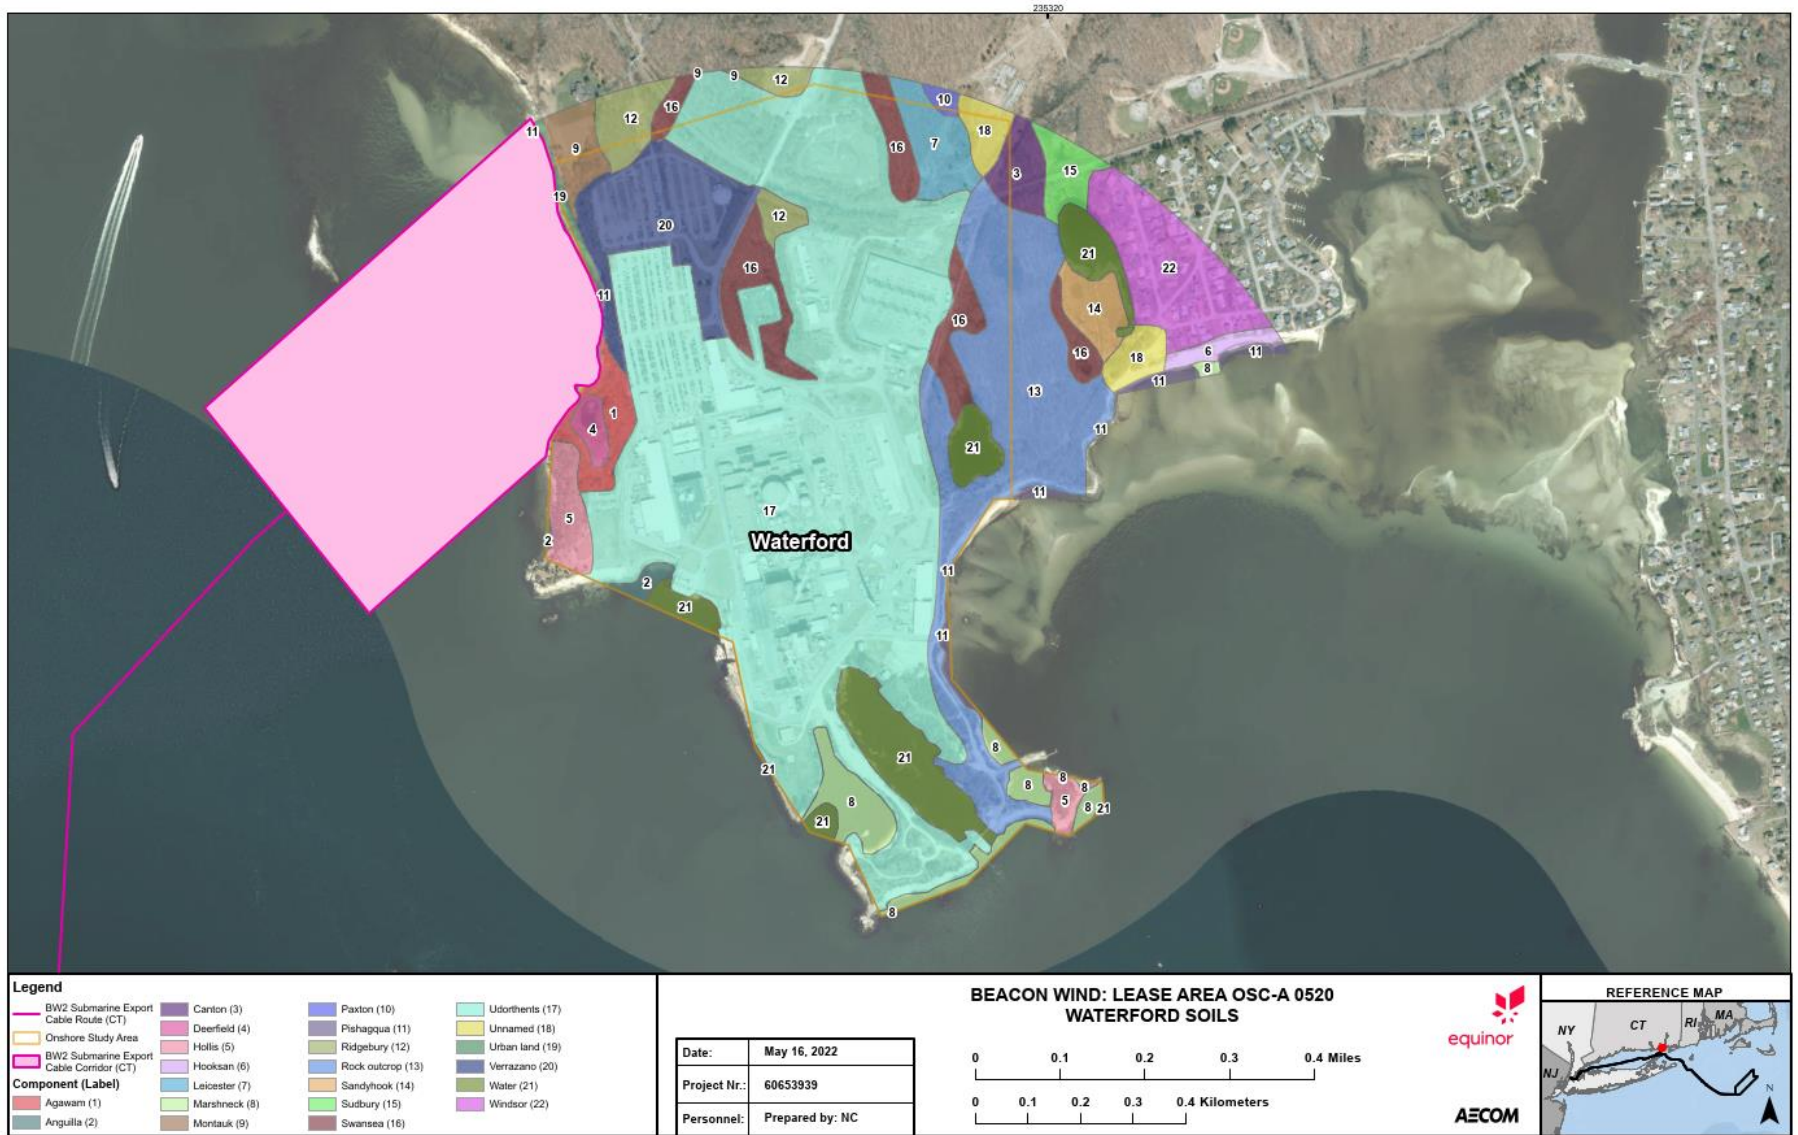 235320
9
9
12
16
12
11
9
10
18
16
7
3
15
19
20
12
16
21
22
11
14
16
16
18
6
11
8
11
13
1
4
11
21
11
5
17
2
Waterford
11
2
21
11
8
21
21
8
8
8
5
8
21
8
21
8
Legend
BW2 Submarine Export
Cable Route (CT)
Onshore Study Area
BW2 Submarine Export
Cable Corridor (CT)
Component (Label)
Agawam (1)
Anguilla (2)
Canton (3)
Deerfield (4)
Hollis (5)
Hooksan (6)
Leicester (7)
Marshneck (8)
Montauk (9)
Paxton (10)
Pishagqua (11)
Ridgebury (12)
Rock outcrop (13)
Sandyhook (14)
Sudbury (15)
Swansea (16)
Udorthents (17)
Unnamed (18)
Urban land (19)
Verrazano (20)
Water (21)
Windsor (22)
Date: May 16, 2022
Project Nr.: 60653939
Personnel: Prepared by: NC
BEACON WIND: LEASE AREA OSC-A 0520
WATERFORD SOILS
0 0.1 0.2 0.3 0.4 Miles
0 0.1 0.2 0.3 0.4 Kilometers
equinor
AECOM
REFERENCE MAP
NY CT RI MA
NJ
N